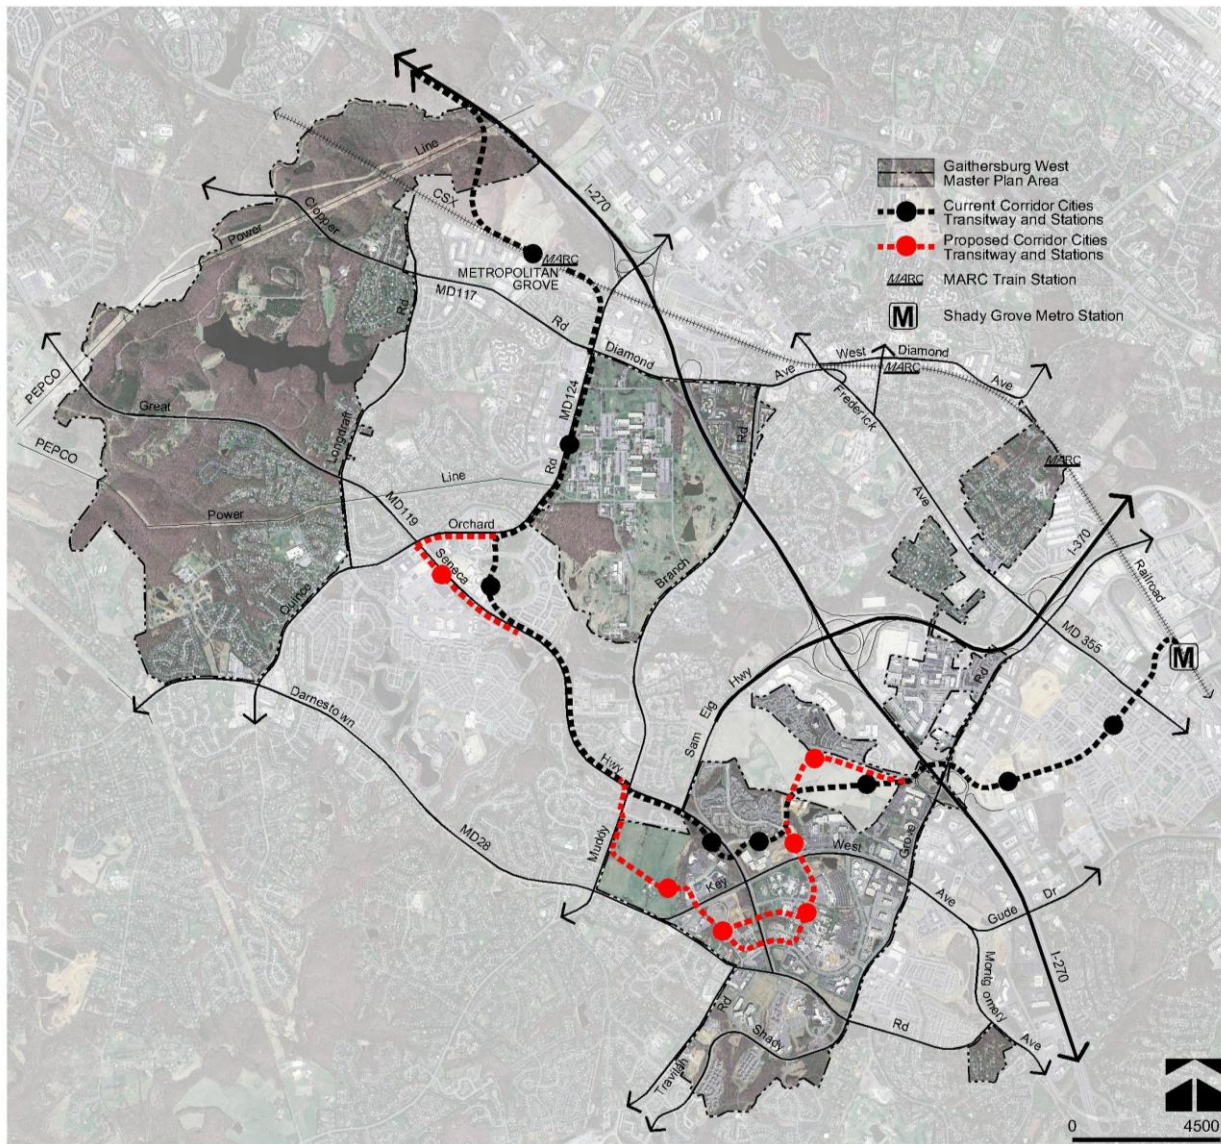 Gaithersburg West
Master Plan Area
Current Corridor Cities
Transitway and Stations
Proposed Corridor Cities
Transitway and Stations
MARC
MARC Train Station
M
Shady Grove Metro Station
Line
CSX
I-270
Clopper
Power
MARC
METROPOLITAN
GROVE
MD117
Rd
Rd
Diamond
Ave
West
Diamond
MARC
Ave
PEPCO
Great
MD124
Frederick
Longdraft
Rd
Rd
PEPCO
Line
MARC
Power
MD119
Ave
Orchard
I-370
Seneca
Branch
Railroad
Quince
MD 355
M
Rd
Darnestown
Hwy
Eig
Sam
Hwy
Muddy
West
Grove
MD28
Key
Ave
Gude
Dr
I-270
Montgomery
Rd
Rd
Shady
Ave
Travilah
0
4500